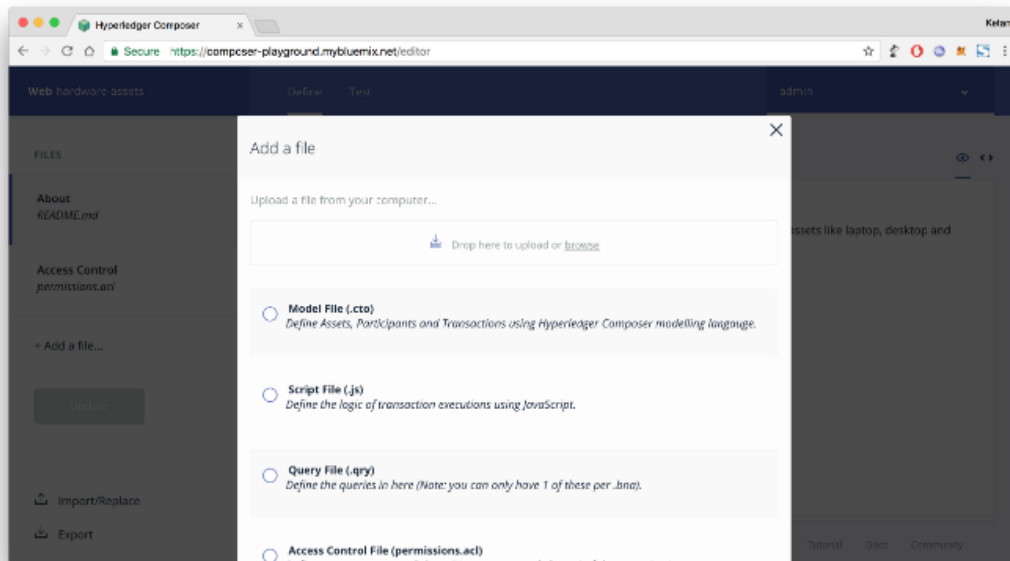 Hyperledger Composer
Kelan
Secure https://composer-playground.mybluemix.net/editor
Web hardware-assets
Define
Test
admin
Add a file
FILES
Upload a file from your computer...
About
README.md
assets like laptop, desktop and
Drop here to upload or browse
Access Control
permissions.acl
Model File (.cto)
Define Assets, Participants and Transactions using Hyperledger Composer modelling langauge.
+ Add a file...
Script File (.js)
Define the logic of transaction executions using JavaScript.
Update
Query File (.qry)
Define the queries in here (Note: you can only have 1 of these per .bna).
Import/Replace
Export
Access Control File (permissions.acl)
Tutorial
Docs
Community